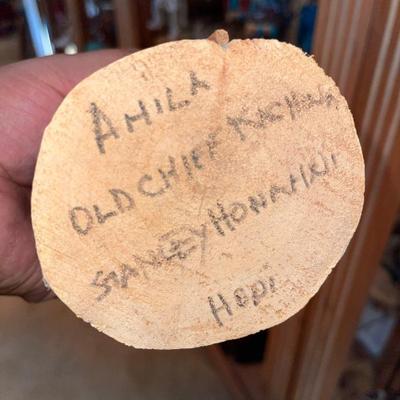 AHILA
OLD CHIEF KACHINA
STANLEY HONAHNI
HOPI